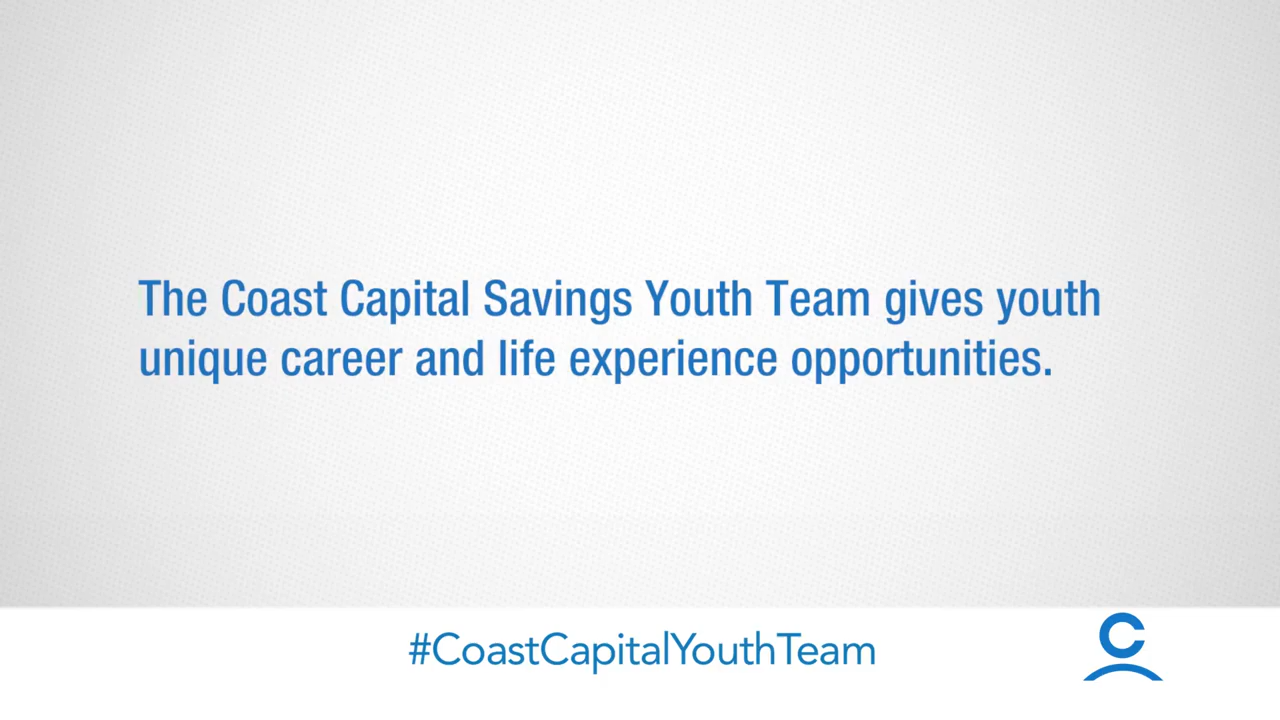 The Coast Capital Savings Youth Team gives youth
unique career and life experience opportunities.
#CoastCapitalYouthTeam